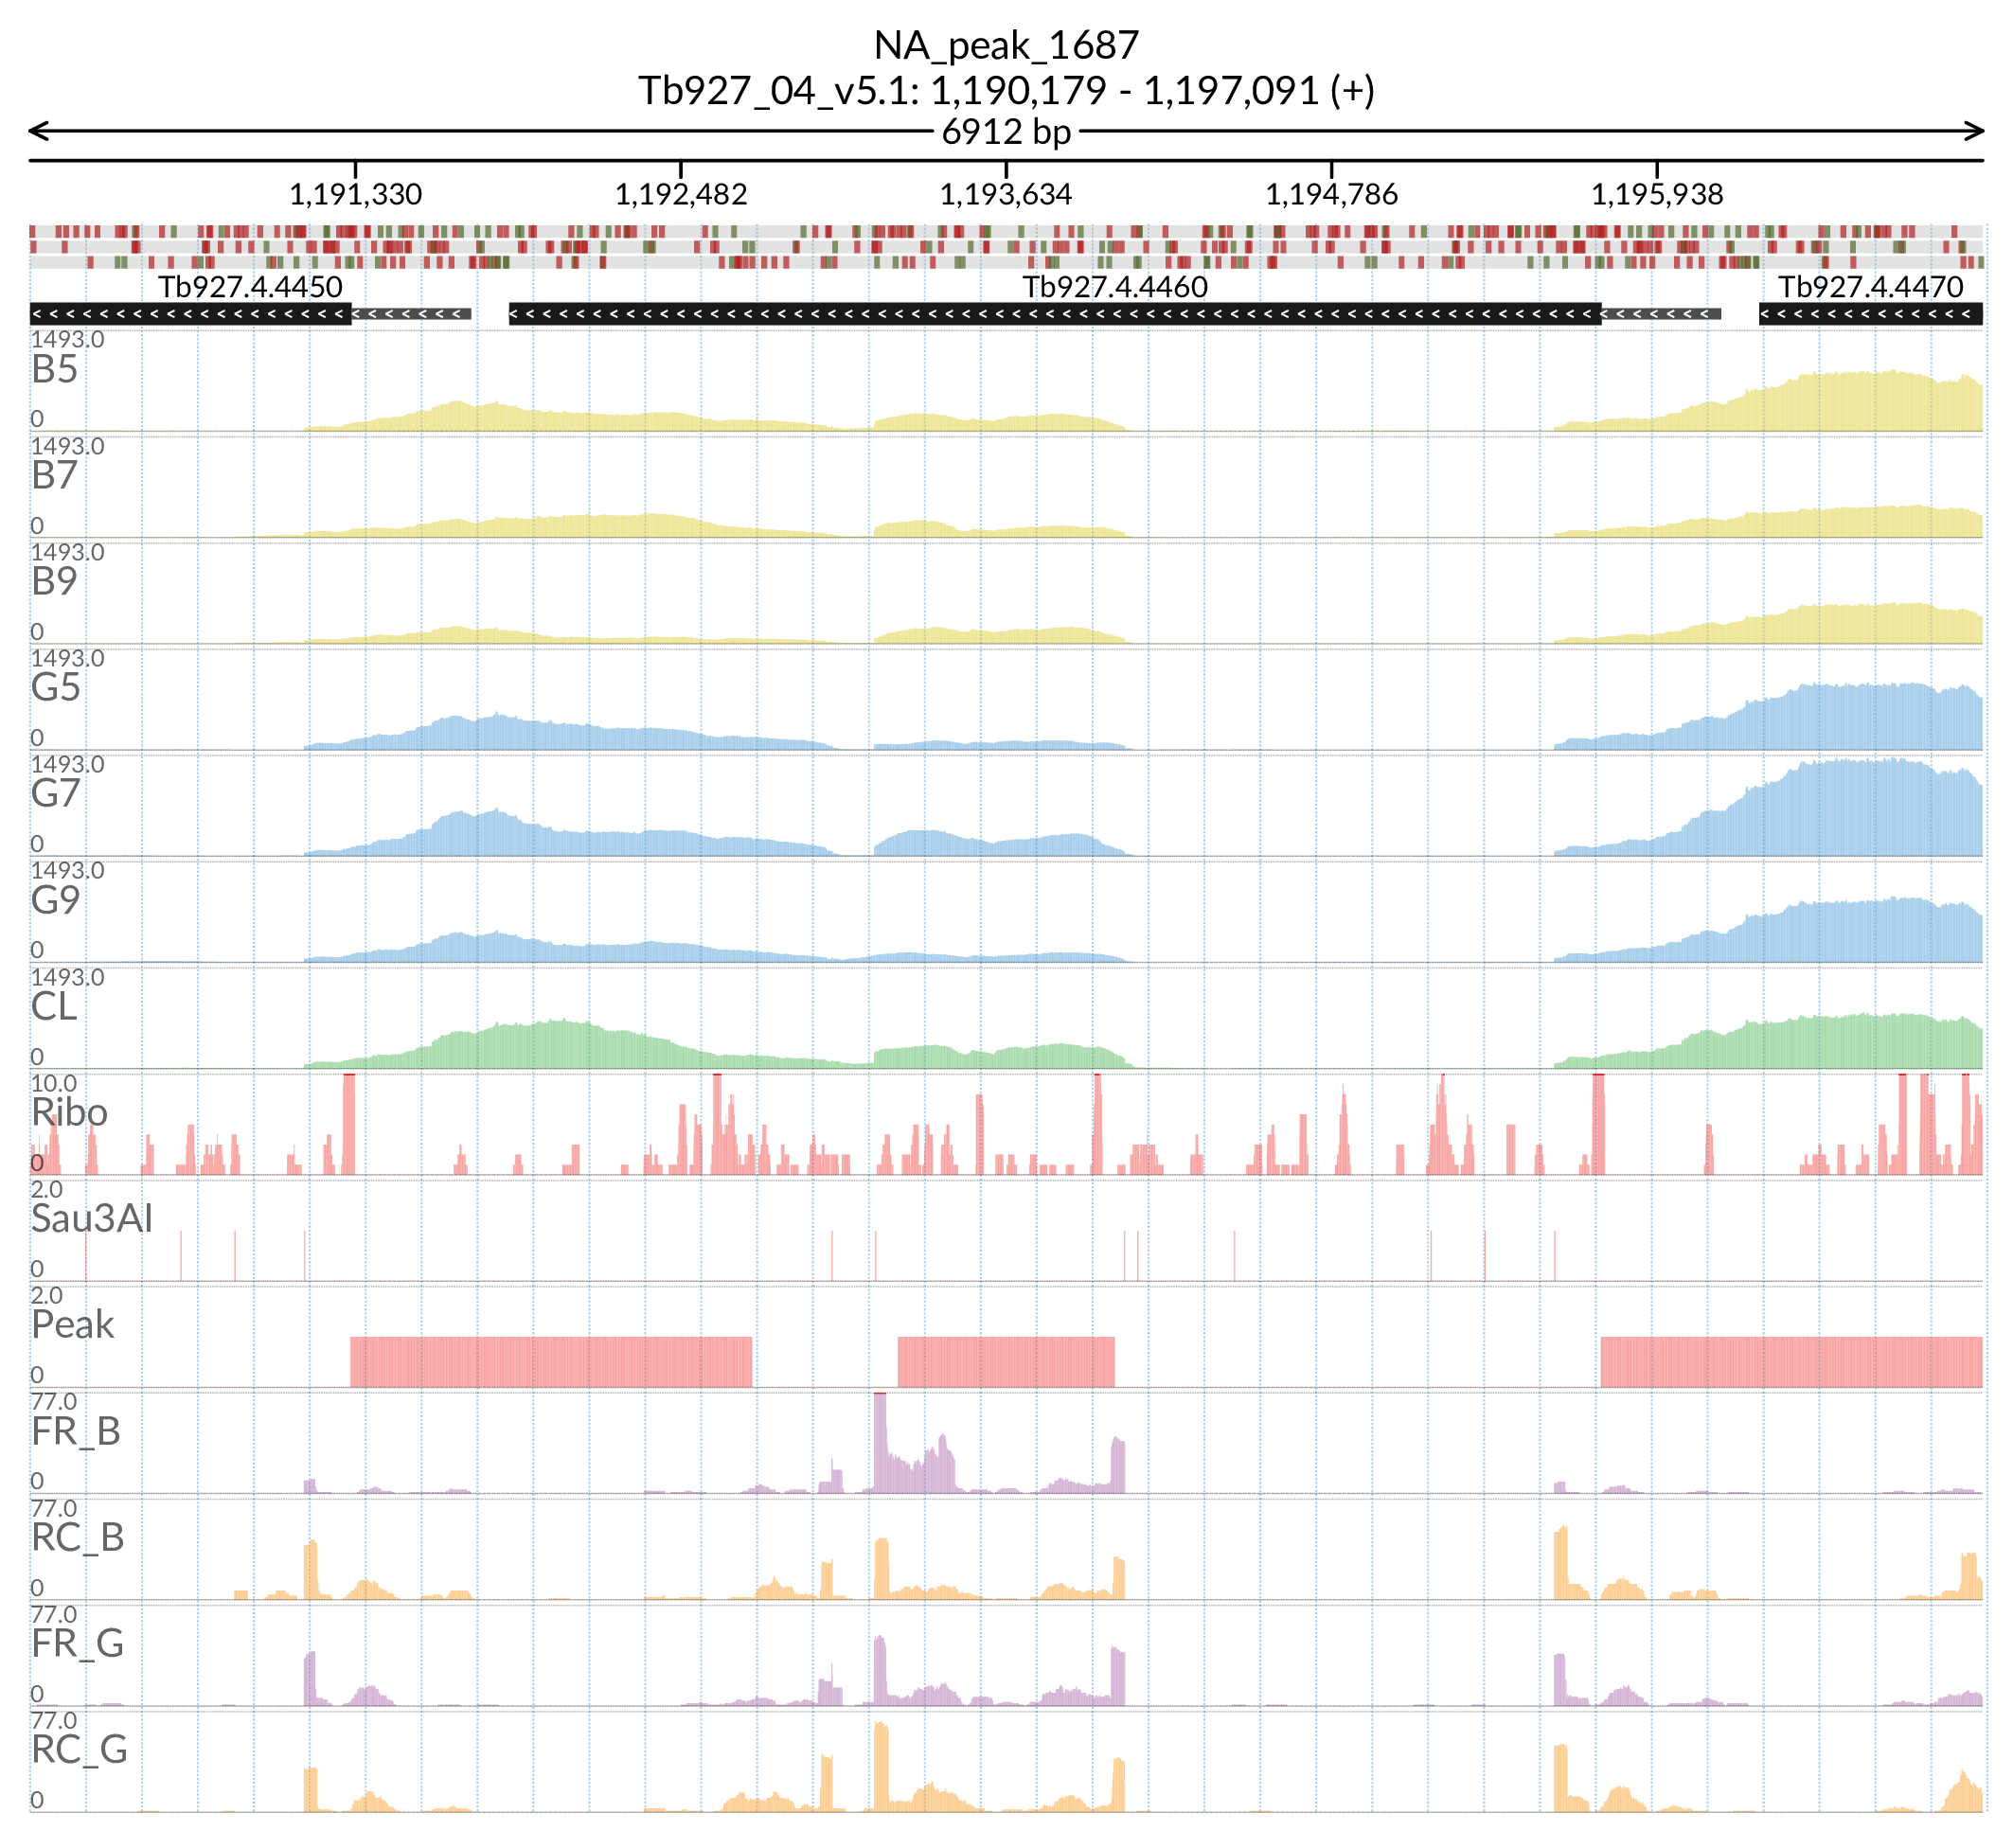 NA_peak_1687
Tb927_04_v5.1: 1,190,179 - 1,197,091 (+)
6912 bp
1,191,330 1,192,482 1,193,634 1,194,786 1,195,938
Tb927.4.4450 Tb927.4.4460 Tb927.4.4470
1493.0
B5
0
1493.0
B7
0
1493.0
B9
0
1493.0
G5
0
1493.0
G7
0
1493.0
G9
0
1493.0
CL
0
10.0
Ribo
0
2.0
Sau3AI
0
2.0
Peak
0
77.0
FR_B
0
77.0
RC_B
0
77.0
FR_G
0
77.0
RC_G
0